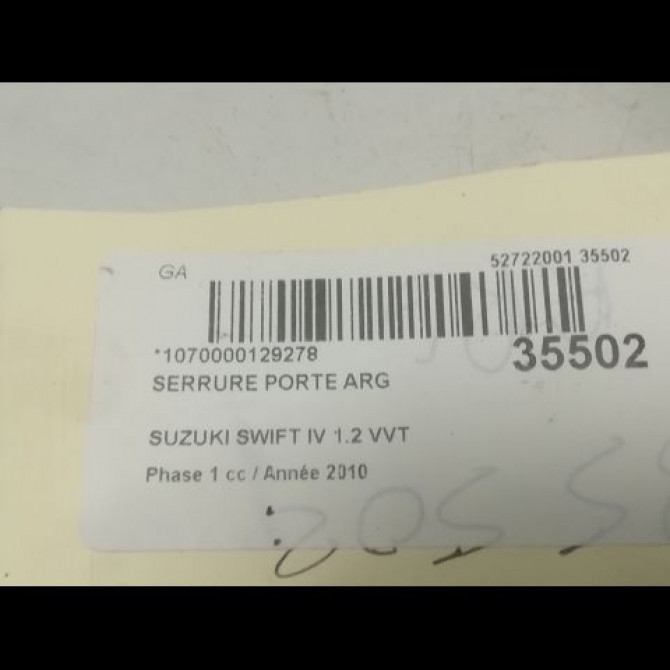 GA
52722001 35502
*1070000129278
35502
SERRURE PORTE ARG
SUZUKI SWIFT IV 1.2 VVT
Phase 1 cc / Année 2010